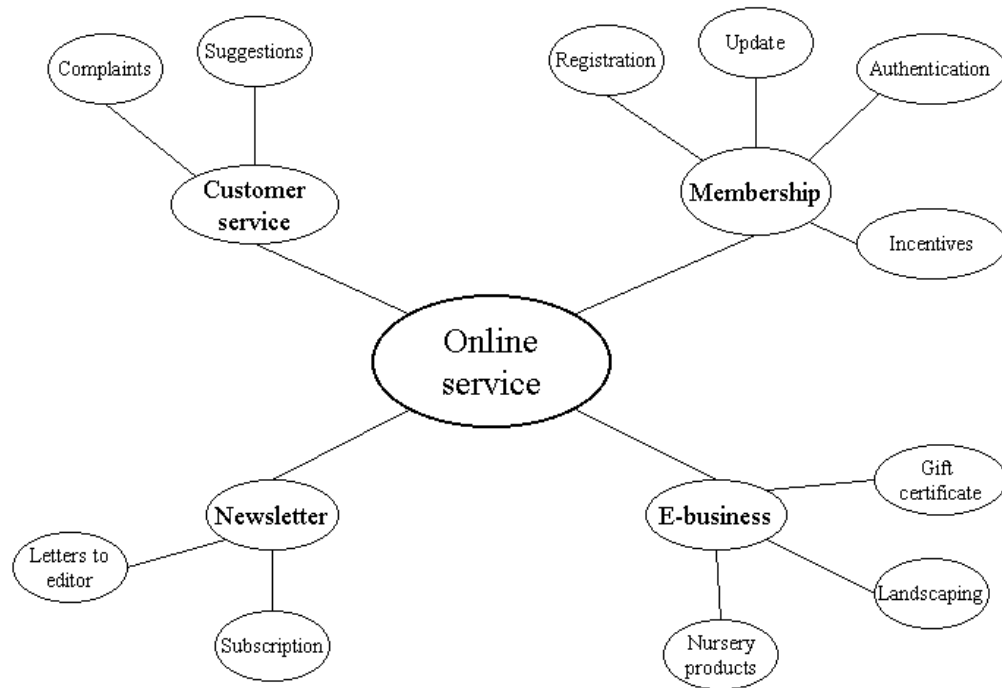 Suggestions
Complaints
Customer
service
Update
Registration
Authentication
Membership
Incentives
Online
service
Newsletter
Letters to
editor
Subscription
E-business
Gift
certificate
Landscaping
Nursery
products